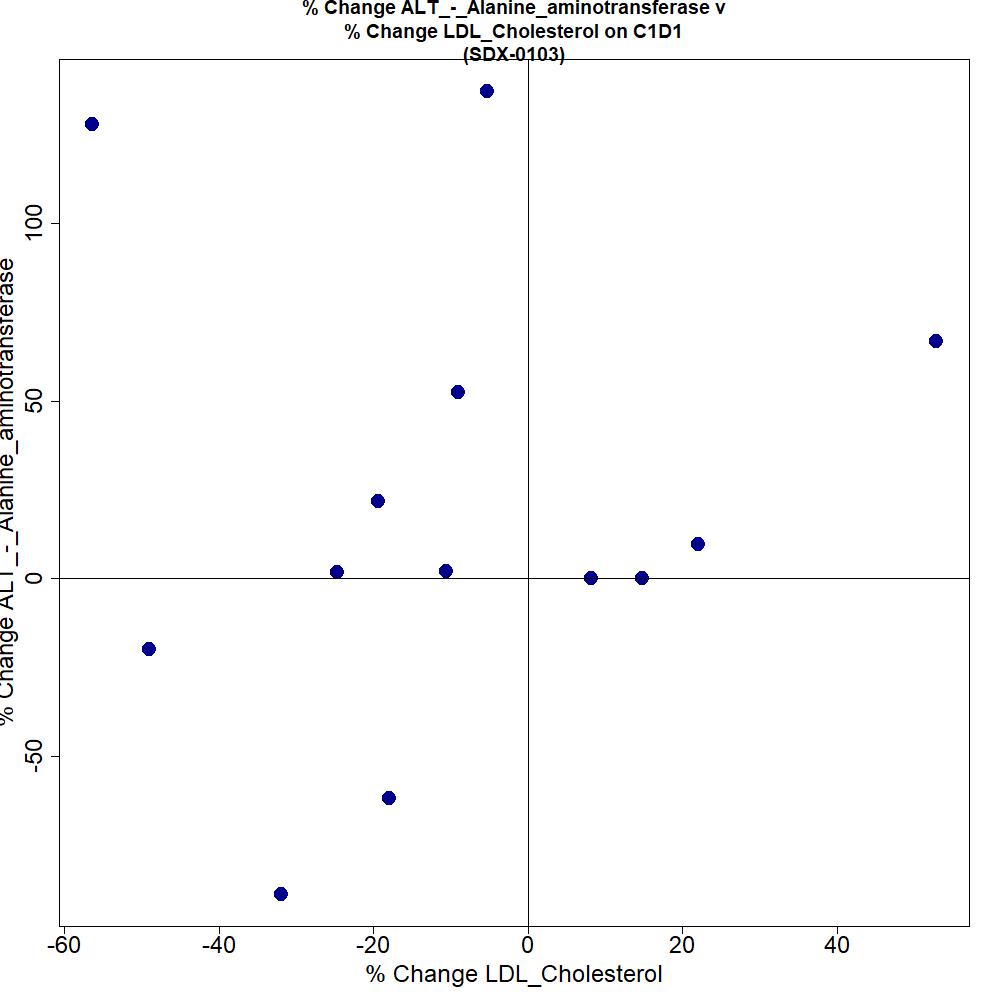 % Change ALT_-_Alanine_aminotransferase v
% Change LDL_Cholesterol on C1D1
(SDX-0103)
% Change ALT_-_Alanine_aminotransferase
100
50
0
-50
-60 -40 -20 0 20 40
% Change LDL_Cholesterol